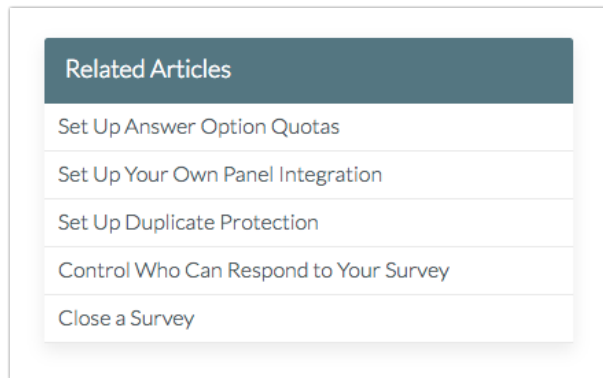 Related Articles
Set Up Answer Option Quotas
Set Up Your Own Panel Integration
Set Up Duplicate Protection
Control Who Can Respond to Your Survey
Close a Survey